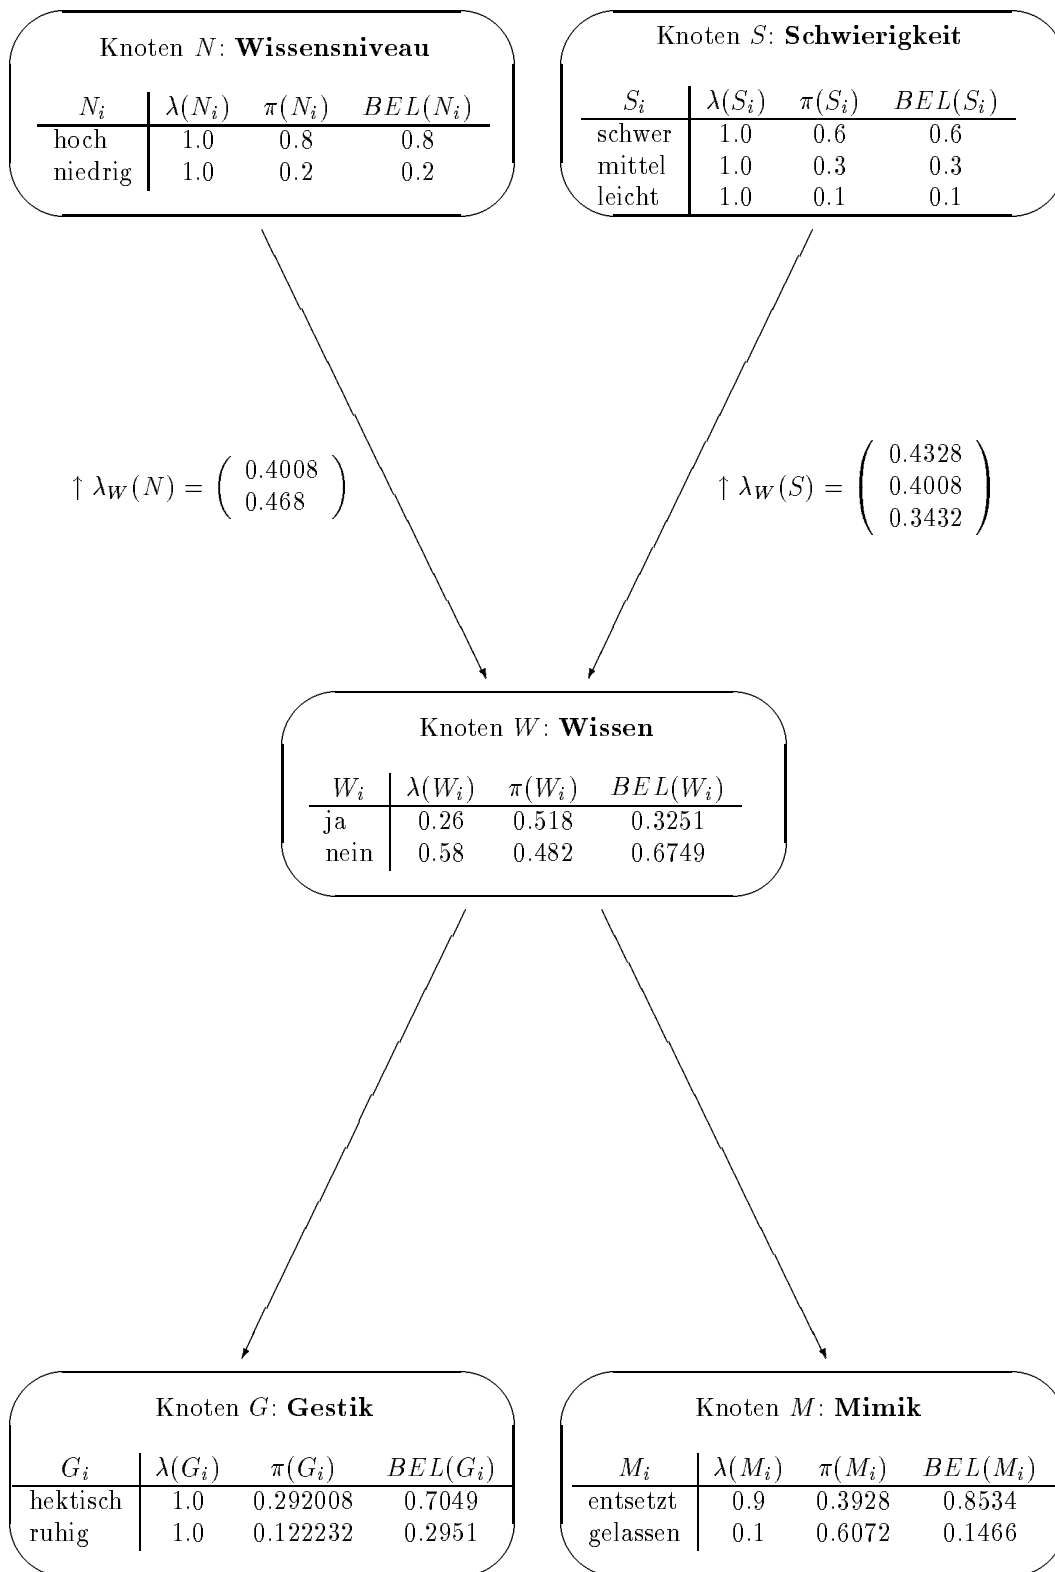 Knoten N: Wissensniveau
N_i λ(N_i) π(N_i) BEL(N_i)
hoch 1.0 0.8 0.8
niedrig 1.0 0.2 0.2
Knoten S: Schwierigkeit
S_i λ(S_i) π(S_i) BEL(S_i)
schwer 1.0 0.6 0.6
mittel 1.0 0.3 0.3
leicht 1.0 0.1 0.1
↑ λ_W(N) = ( 0.4008
0.468 )
↑ λ_W(S) = ( 0.4328
0.4008
0.3432 )
Knoten W: Wissen
W_i λ(W_i) π(W_i) BEL(W_i)
ja 0.26 0.518 0.3251
nein 0.58 0.482 0.6749
Knoten G: Gestik
G_i λ(G_i) π(G_i) BEL(G_i)
hektisch 1.0 0.292008 0.7049
ruhig 1.0 0.122232 0.2951
Knoten M: Mimik
M_i λ(M_i) π(M_i) BEL(M_i)
entsetzt 0.9 0.3928 0.8534
gelassen 0.1 0.6072 0.1466